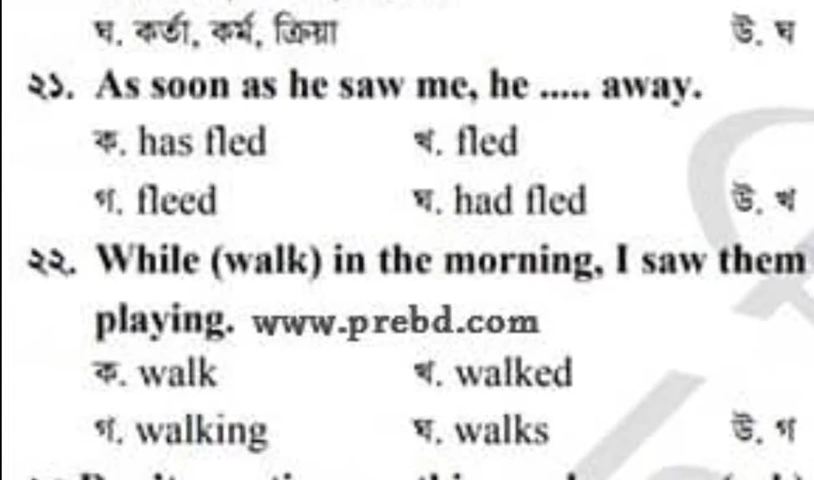 ঘ. কর্তা, কর্ম, ক্রিয়া উ. ঘ
২১. As soon as he saw me, he ..... away.
ক. has fled খ. fled
গ. fleed ঘ. had fled উ. খ
২২. While (walk) in the morning, I saw them
playing. www.prebd.com
ক. walk খ. walked
গ. walking ঘ. walks উ. গ